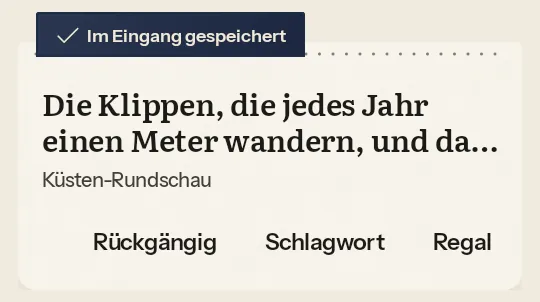 Im Eingang gespeichert
Die Klippen, die jedes Jahr
einen Meter wandern, und da…
Küsten-Rundschau
Rückgängig Schlagwort Regal